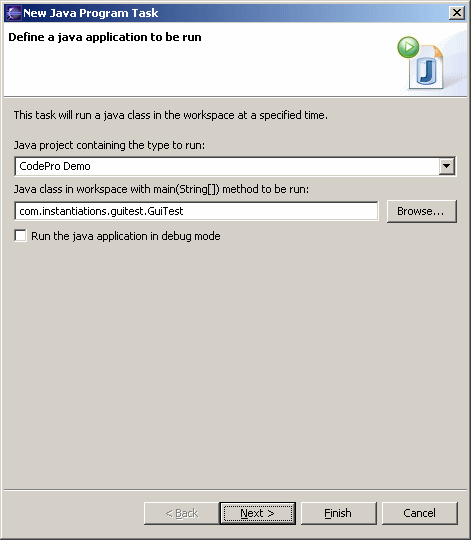 New Java Program Task
Define a java application to be run
J
This task will run a java class in the workspace at a specified time.
Java project containing the type to run:
CodePro Demo
Java class in workspace with main(String[]) method to be run:
com.instantiations.guitest.GuiTest
Browse...
Run the java application in debug mode
< Back
Next >
Finish
Cancel